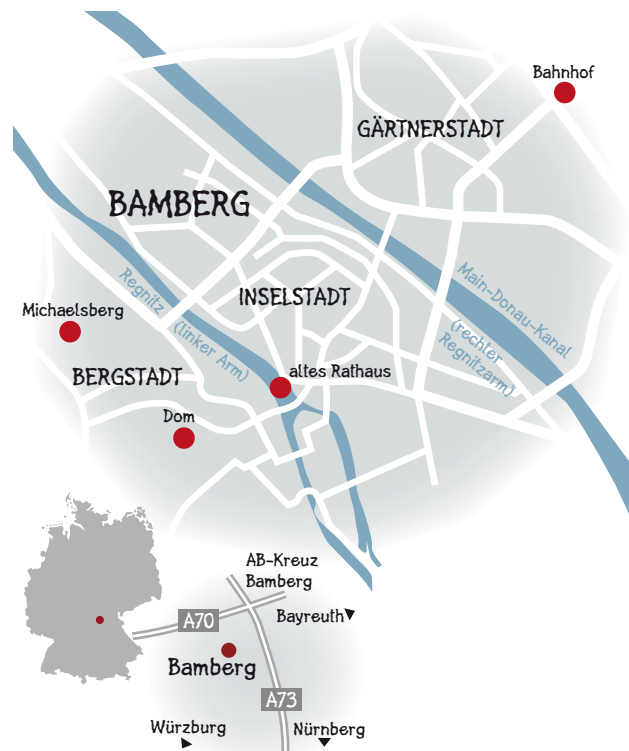 Bahnhof
GÄRTNERSTADT
BAMBERG
Main-Donau-Kanal
(rechter
Regnitzarm)
Regnitz
(linker Arm)
INSELSTADT
Michaelsberg
BERGSTADT
altes Rathaus
Dom
AB-Kreuz
Bamberg
A70
Bayreuth
Bamberg
A73
Würzburg
Nürnberg